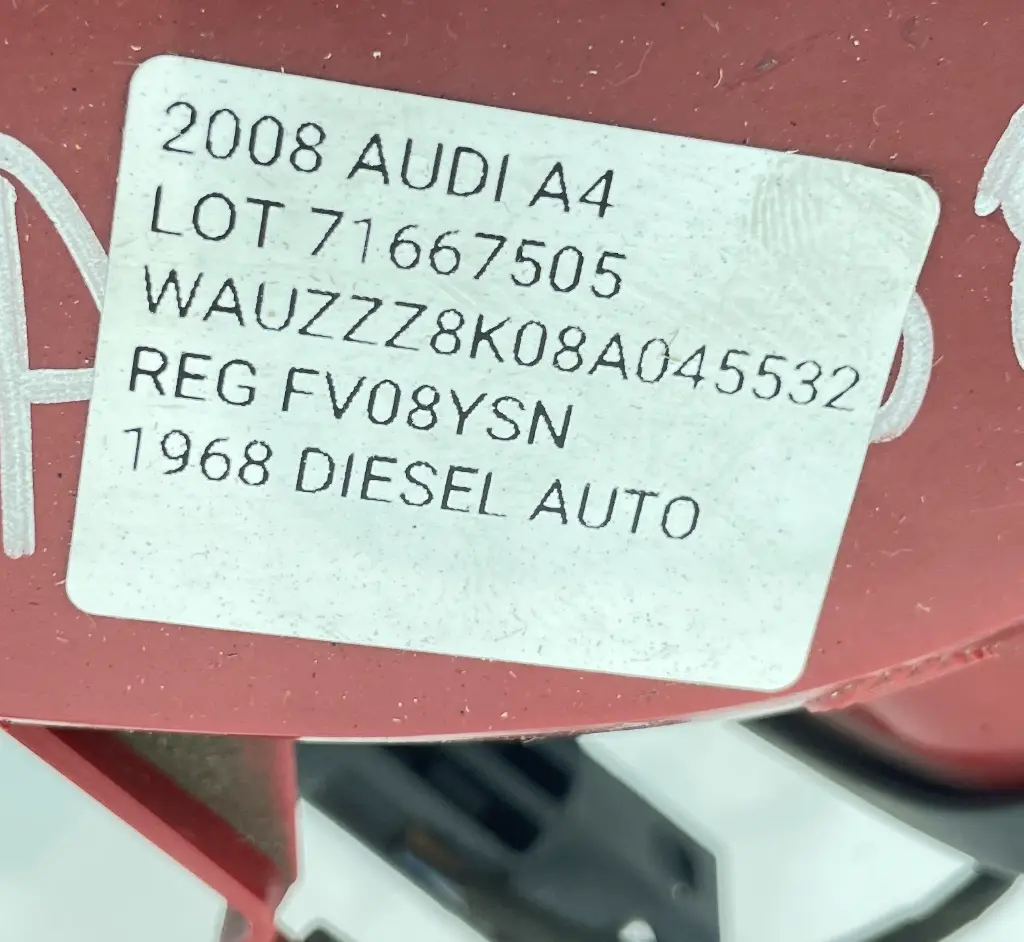 2008 AUDI A4
LOT 71667505
WAUZZZ8K08A045532
REG FV08YSN
1968 DIESEL AUTO